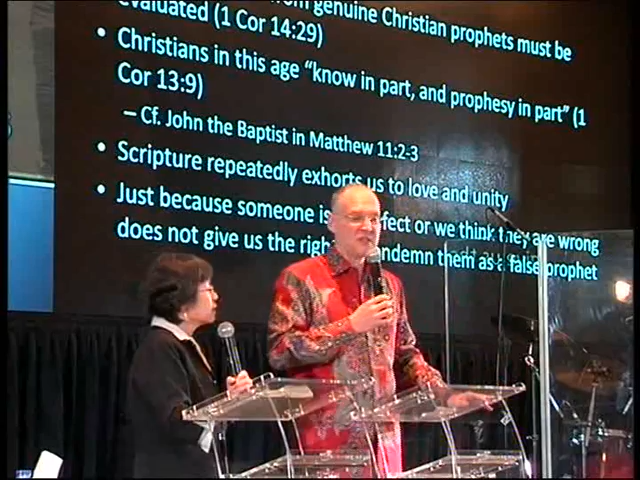 genuine Christian prophets must be
evaluated (1 Cor 14:29)
• Christians in this age “know in part, and prophesy in part” (1
Cor 13:9)
– Cf. John the Baptist in Matthew 11:2-3
• Scripture repeatedly exhorts us to love and unity
• Just because someone is we think they are wrong
does not give us the condemn them as a false prophet